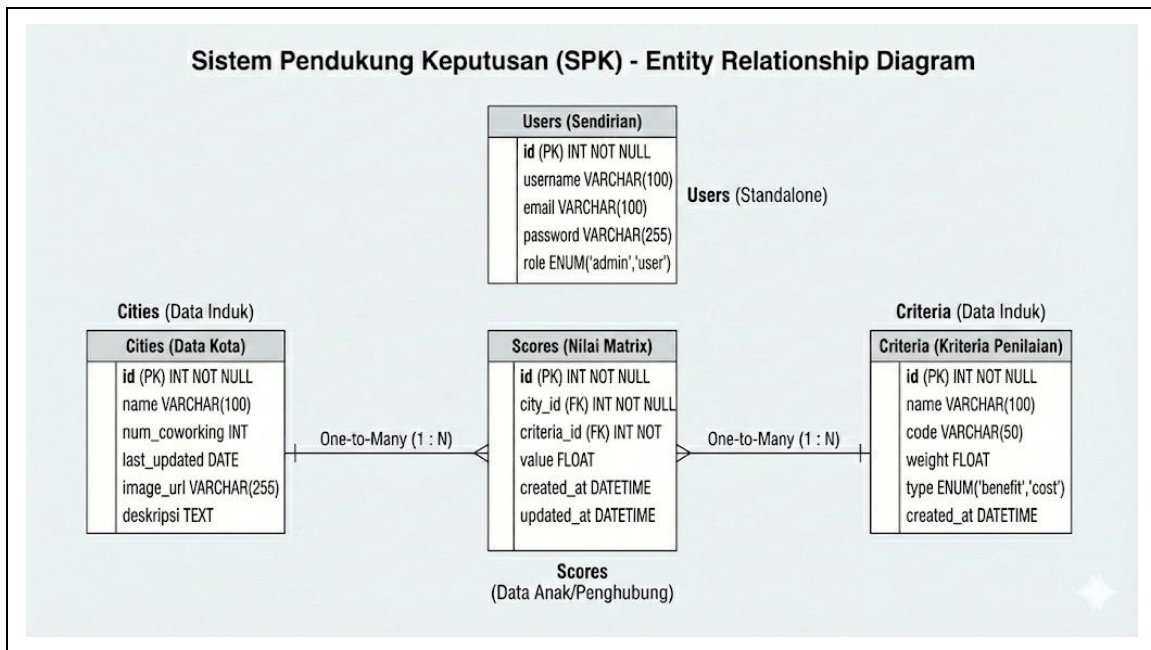 Sistem Pendukung Keputusan (SPK) - Entity Relationship Diagram
Users (Sendirian)
id (PK) INT NOT NULL
username VARCHAR(100)
email VARCHAR(100)
password VARCHAR(255)
role ENUM('admin','user')
Users (Standalone)
Cities (Data Induk)
Cities (Data Kota)
id (PK) INT NOT NULL
name VARCHAR(100)
num_coworking INT
last_updated DATE
image_url VARCHAR(255)
deskripsi TEXT
One-to-Many (1 : N)
Scores (Nilai Matrix)
id (PK) INT NOT NULL
city_id (FK) INT NOT NULL
criteria_id (FK) INT NOT
value FLOAT
created_at DATETIME
updated_at DATETIME
Scores
(Data Anak/Penghubung)
One-to-Many (1 : N)
Criteria (Data Induk)
Criteria (Kriteria Penilaian)
id (PK) INT NOT NULL
name VARCHAR(100)
code VARCHAR(50)
weight FLOAT
type ENUM('benefit','cost')
created_at DATETIME